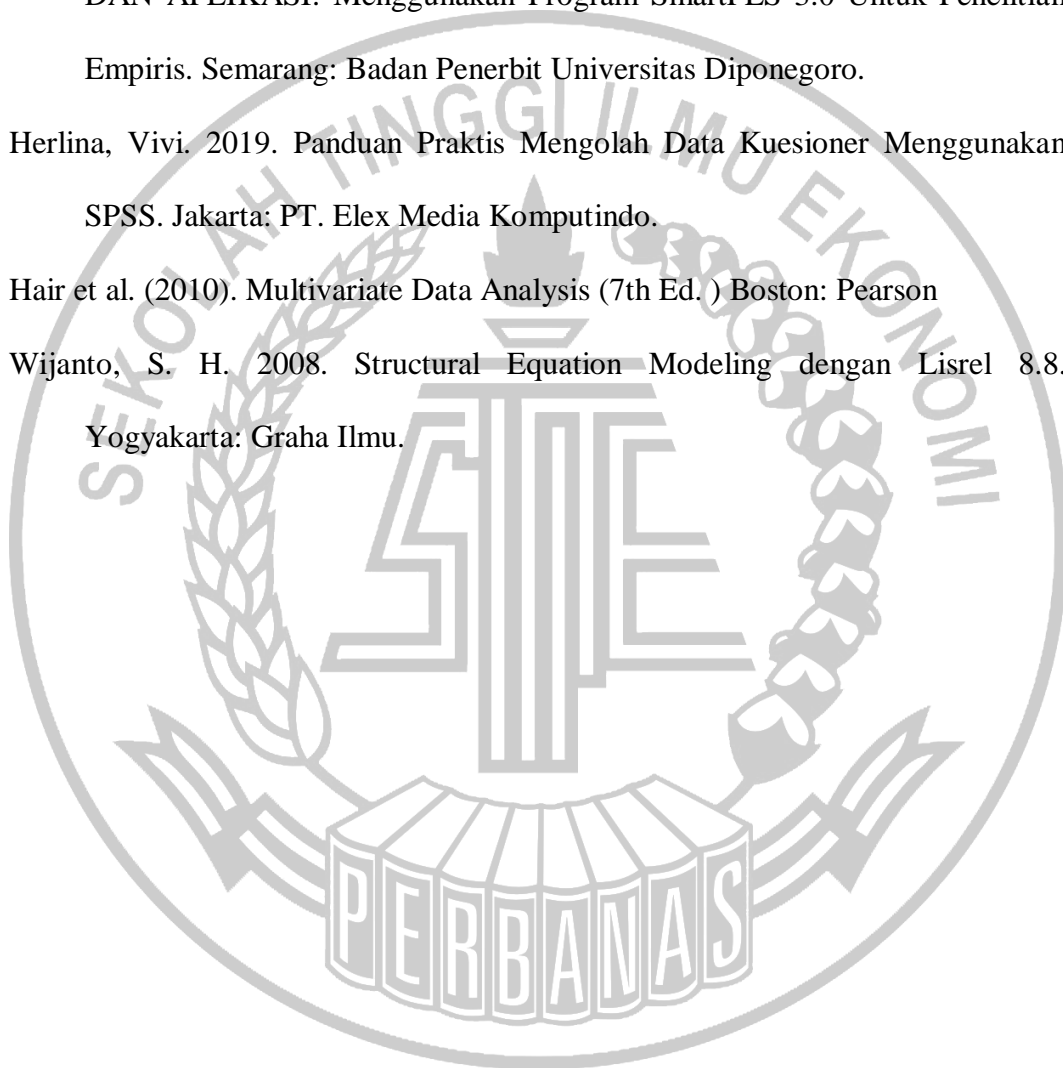 DAN APLIKASI: Menggunakan Program SmartPLS 3.0 Untuk Penelitian
Empiris. Semarang: Badan Penerbit Universitas Diponegoro.
Herlina, Vivi. 2019. Panduan Praktis Mengolah Data Kuesioner Menggunakan
SPSS. Jakarta: PT. Elex Media Komputindo.
Hair et al. (2010). Multivariate Data Analysis (7th Ed. ) Boston: Pearson
Wijanto, S. H. 2008. Structural Equation Modeling dengan Lisrel 8.8.
Yogyakarta: Graha Ilmu.
SEKOLAH TINGGI ILMU EKONOMI
STIE
PERBANAS